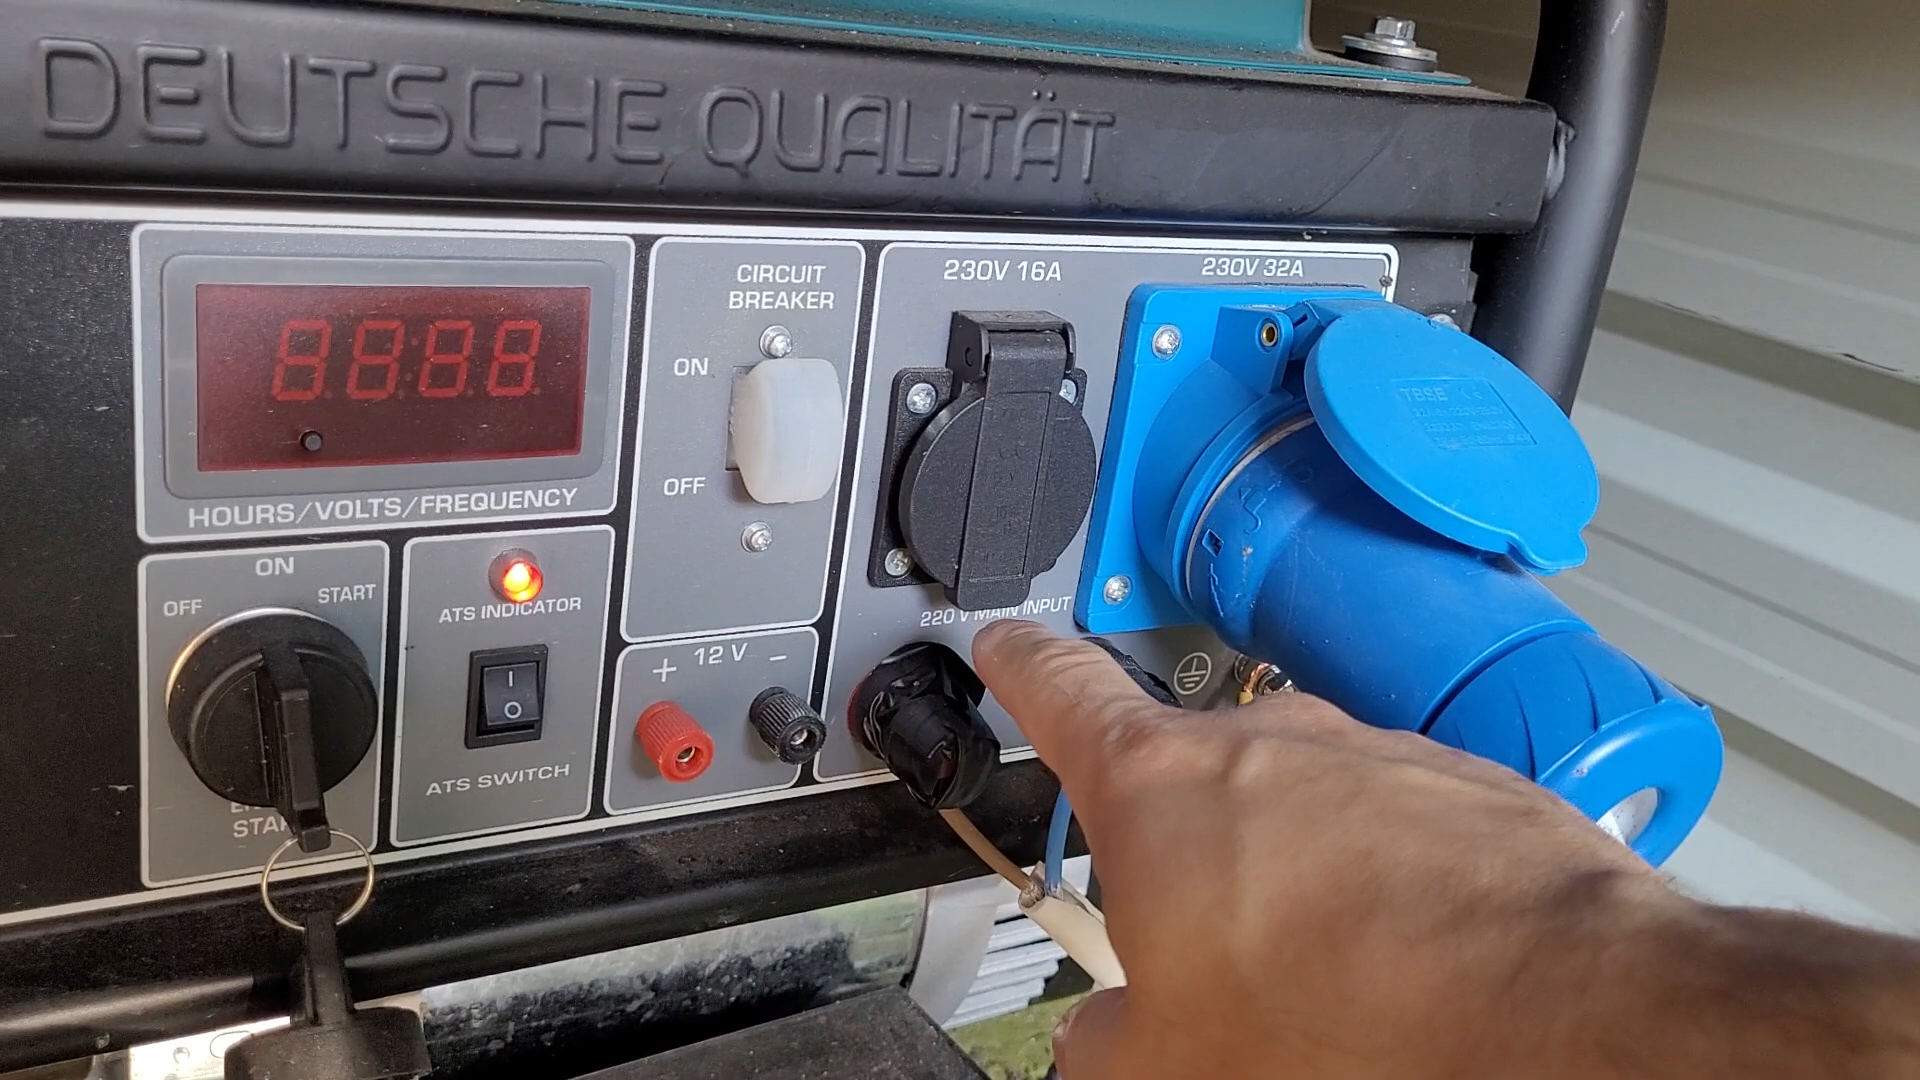 DEUTSCHE QUALITÄT
HOURS/VOLTS/FREQUENCY
CIRCUIT
BREAKER
ON
OFF
230V 16A
230V 32A
TBSE CE
ON
OFF
START
ATS INDICATOR
I
O
ATS SWITCH
+ 12 V −
220 V MAIN INPUT